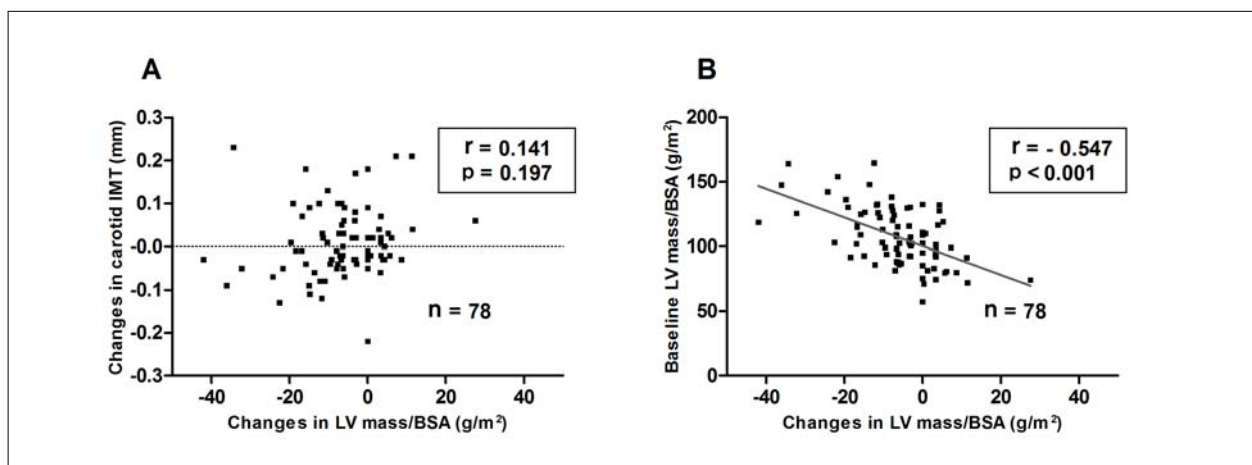 A
Changes in carotid IMT (mm)
0.3
0.2
0.1
-0.0
-0.1
-0.2
-0.3
r = 0.141
p = 0.197
n = 78
-40
-20
0
20
40
Changes in LV mass/BSA (g/m²)
B
Baseline LV mass/BSA (g/m²)
200
150
100
50
0
r = - 0.547
p < 0.001
n = 78
-40
-20
0
20
40
Changes in LV mass/BSA (g/m²)